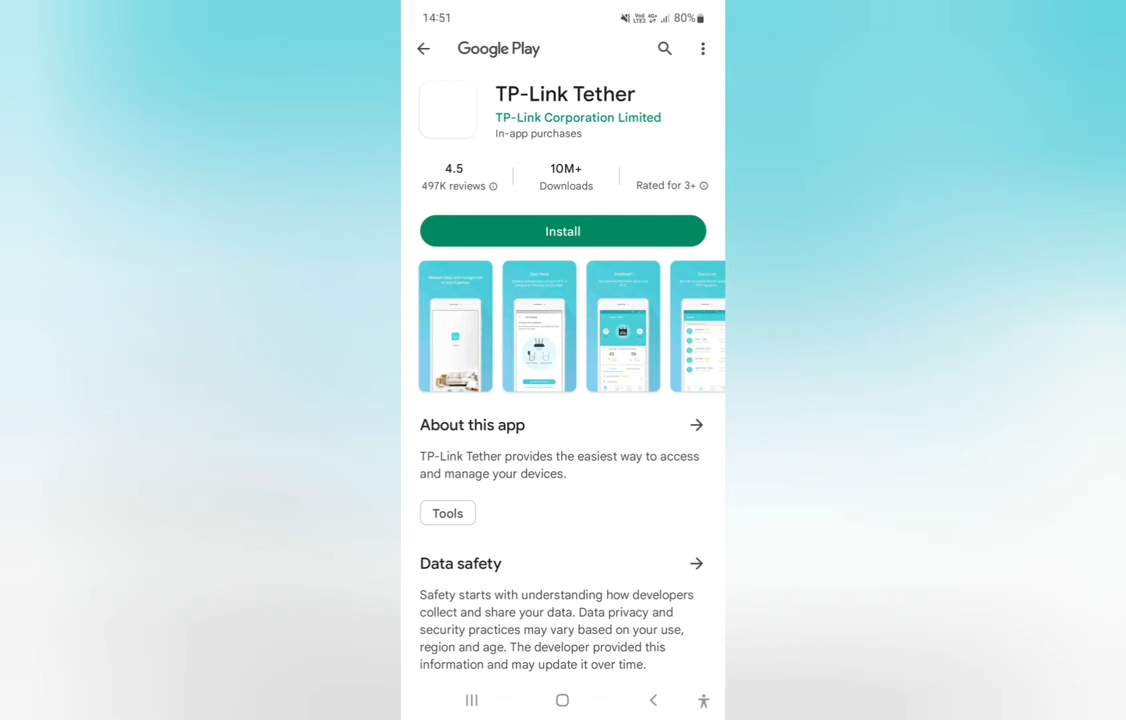 14:51
80%
Google Play
TP-Link Tether
TP-Link Corporation Limited
In-app purchases
4.5
497K reviews
10M+
Downloads
Rated for 3+
Install
About this app
TP-Link Tether provides the easiest way to access
and manage your devices.
Tools
Data safety
Safety starts with understanding how developers
collect and share your data. Data privacy and
security practices may vary based on your use,
region and age. The developer provided this
information and may update it over time.